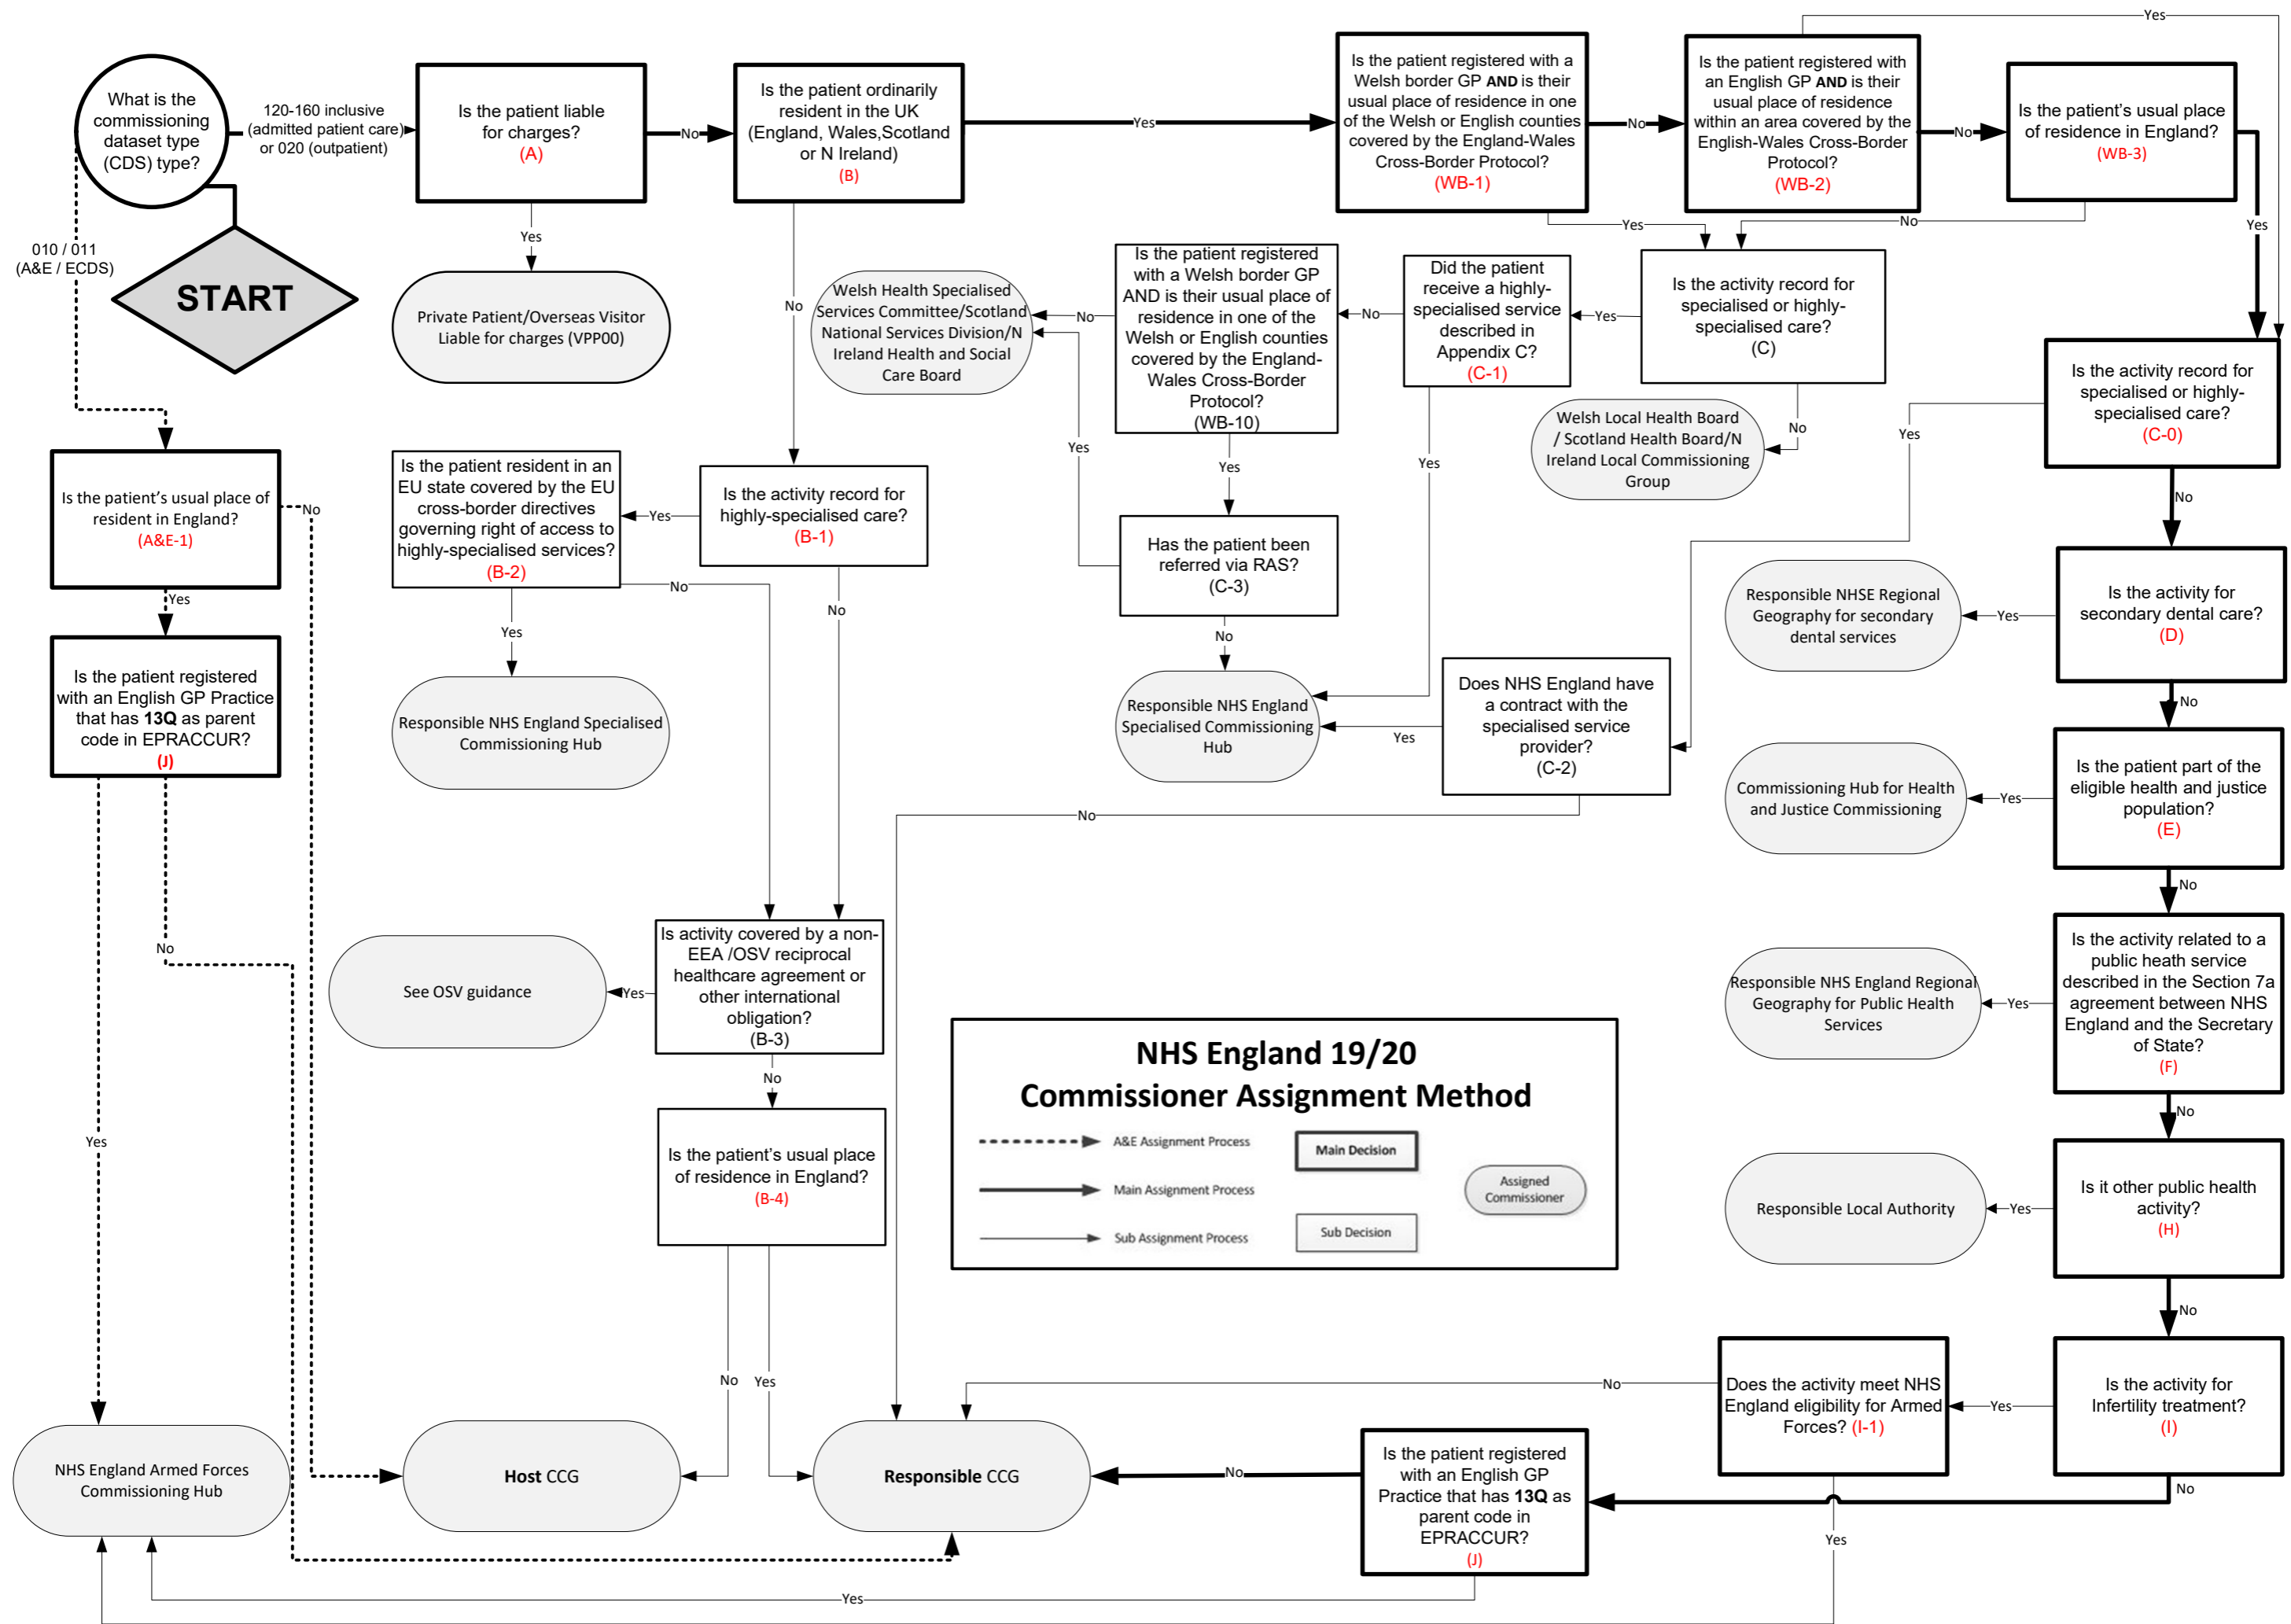 What is the
commissioning
dataset type
(CDS) type?
START
120-160 inclusive
(admitted patient care)
or 020 (outpatient)
010 / 011
(A&E / ECDS)
Is the patient liable
for charges?
(A)
No
Yes
Private Patient/Overseas Visitor
Liable for charges (VPP00)
Is the patient ordinarily
resident in the UK
(England, Wales,Scotland
or N Ireland)
(B)
Yes
No
Is the patient registered with a
Welsh border GP AND is their
usual place of residence in one
of the Welsh or English counties
covered by the England-Wales
Cross-Border Protocol?
(WB-1)
No
Yes
Is the patient registered with
an English GP AND is their
usual place of residence
within an area covered by the
English-Wales Cross-Border
Protocol?
(WB-2)
Yes
No
Is the patient's usual place
of residence in England?
(WB-3)
No
Yes
Is the activity record for
specialised or highly-
specialised care?
(C)
Yes
No
Welsh Local Health Board
/ Scotland Health Board/N
Ireland Local Commissioning
Group
Did the patient
receive a highly-
specialised service
described in
Appendix C?
(C-1)
No
Yes
Is the patient registered
with a Welsh border GP
AND is their usual place of
residence in one of the
Welsh or English counties
covered by the England-
Wales Cross-Border
Protocol?
(WB-10)
No
Yes
Welsh Health Specialised
Services Committee/Scotland
National Services Division/N
Ireland Health and Social
Care Board
Has the patient been
referred via RAS?
(C-3)
Yes
No
Responsible NHS England
Specialised Commissioning
Hub
Does NHS England have
a contract with the
specialised service
provider?
(C-2)
Yes
No
Is the activity record for
specialised or highly-
specialised care?
(C-0)
Yes
No
Is the activity for
secondary dental care?
(D)
Yes
Responsible NHSE Regional
Geography for secondary
dental services
No
Is the patient part of the
eligible health and justice
population?
(E)
Yes
Commissioning Hub for Health
and Justice Commissioning
No
Is the activity related to a
public heath service
described in the Section 7a
agreement between NHS
England and the Secretary
of State?
(F)
Yes
Responsible NHS England Regional
Geography for Public Health
Services
No
Is it other public health
activity?
(H)
Yes
Responsible Local Authority
No
Is the activity for
Infertility treatment?
(I)
Yes
No
Does the activity meet NHS
England eligibility for Armed
Forces? (I-1)
No
Yes
Is the patient registered
with an English GP
Practice that has 13Q as
parent code in
EPRACCUR?
(J)
No
Yes
Is the patient's usual place of
resident in England?
(A&E-1)
No
Yes
Is the patient registered
with an English GP Practice
that has 13Q as parent
code in EPRACCUR?
(J)
No
Yes
Is the activity record for
highly-specialised care?
(B-1)
Yes
No
Is the patient resident in an
EU state covered by the EU
cross-border directives
governing right of access to
highly-specialised services?
(B-2)
No
Yes
Responsible NHS England Specialised
Commissioning Hub
Is activity covered by a non-
EEA /OSV reciprocal
healthcare agreement or
other international
obligation?
(B-3)
Yes
See OSV guidance
No
Is the patient's usual place
of residence in England?
(B-4)
No
Yes
NHS England Armed Forces
Commissioning Hub
Host CCG
Responsible CCG
NHS England 19/20
Commissioner Assignment Method
A&E Assignment Process
Main Assignment Process
Sub Assignment Process
Main Decision
Sub Decision
Assigned
Commissioner